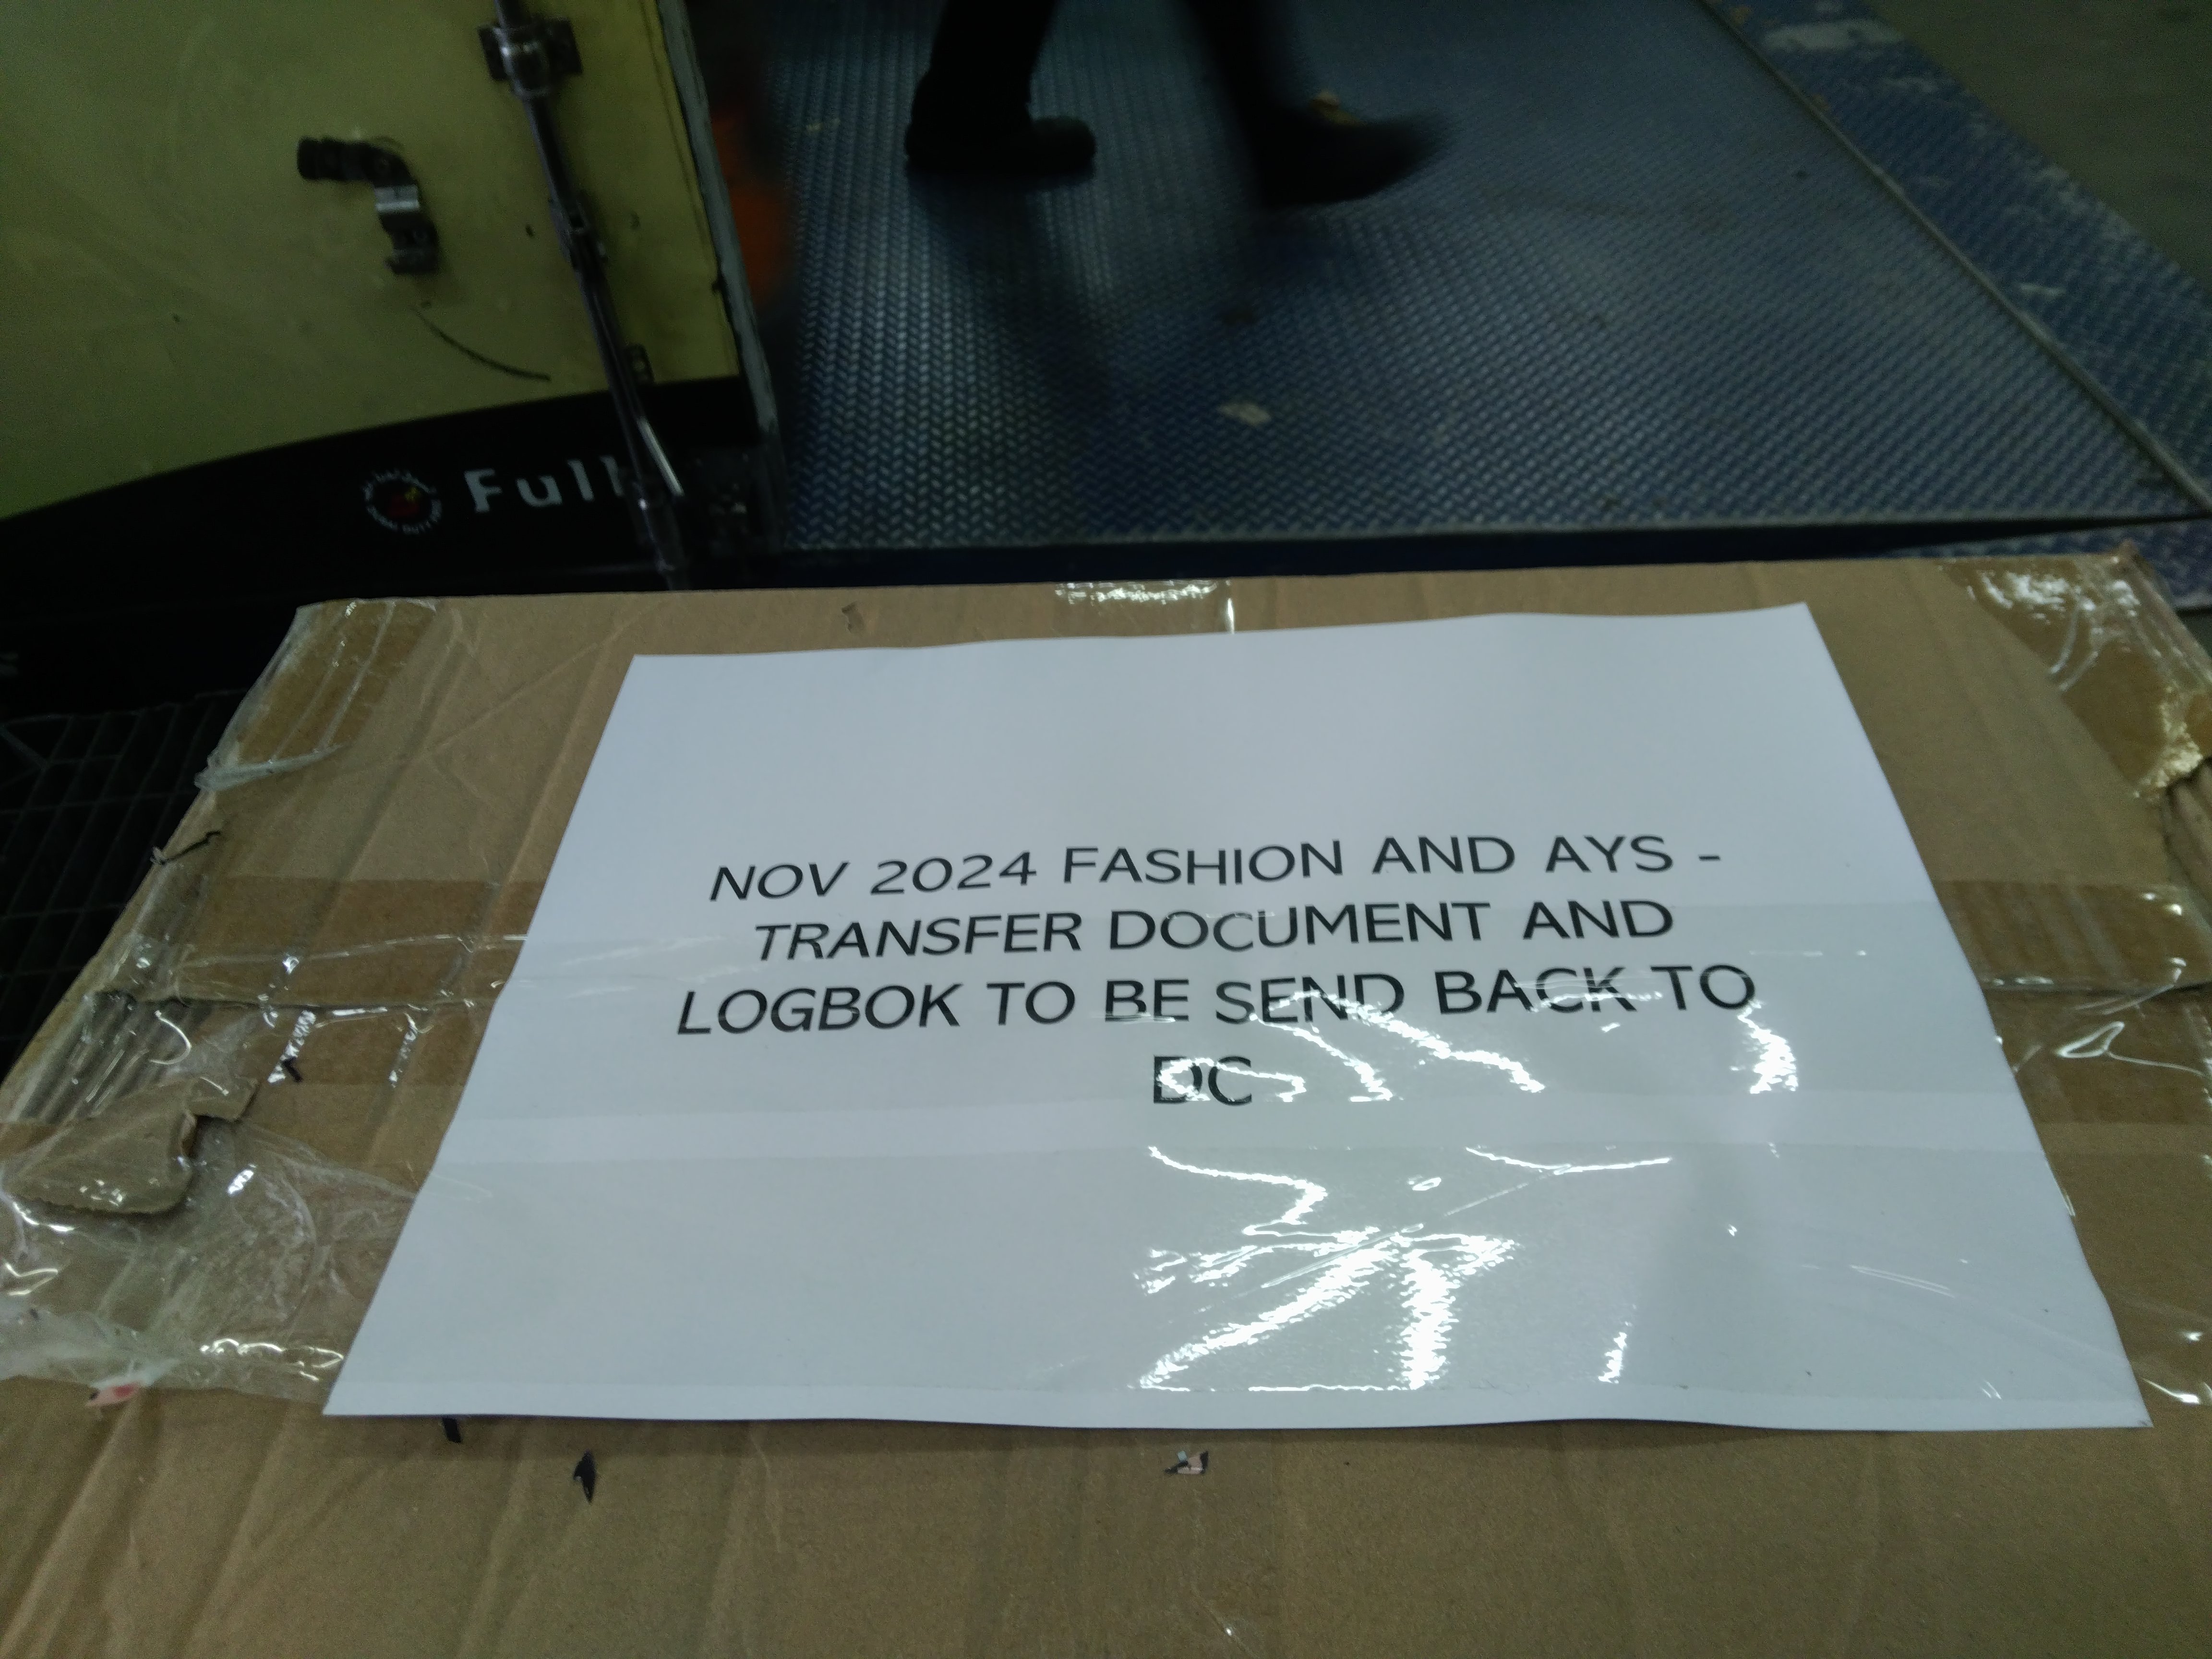 Full
NOV 2024 FASHION AND AYS -
TRANSFER DOCUMENT AND
LOGBOK TO BE SEND BACK TO
DC